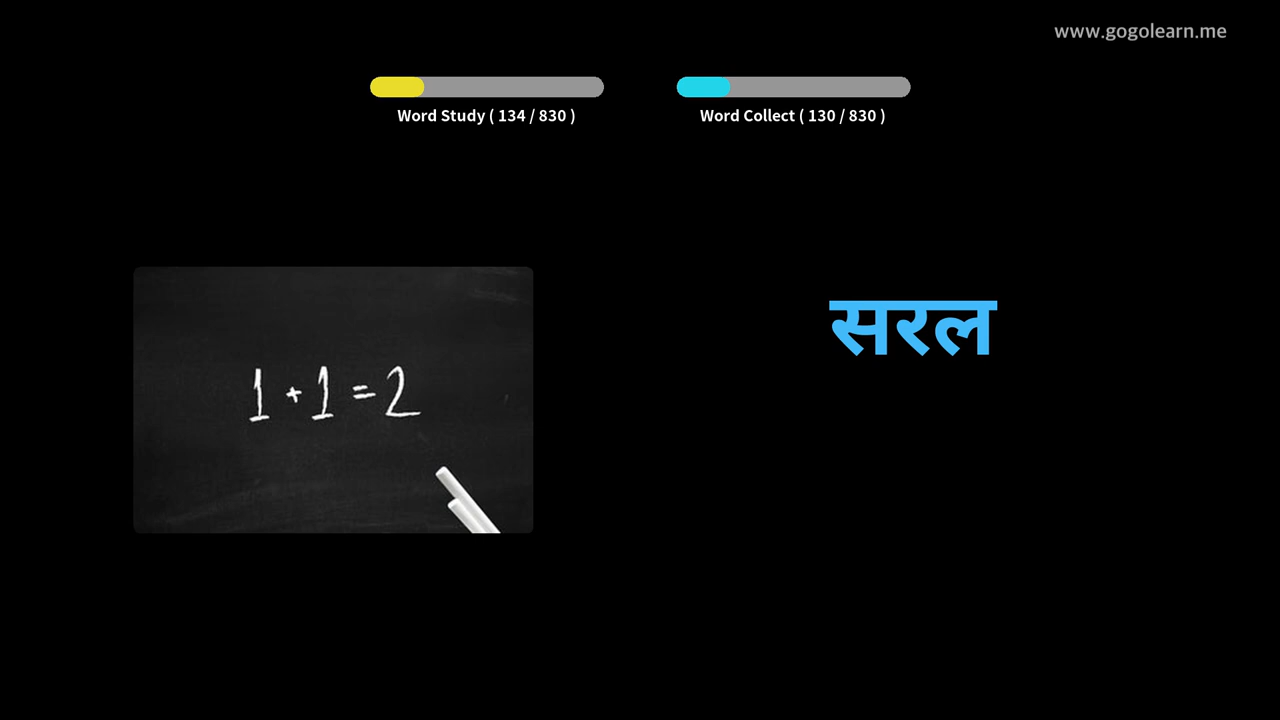 www.gogolearn.me
Word Study ( 134 / 830 )
Word Collect ( 130 / 830 )
सरल
1 + 1 = 2